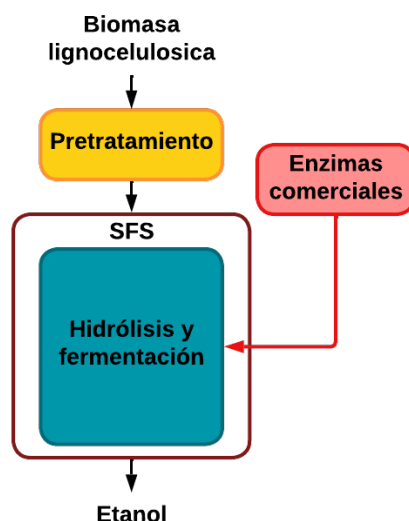 Biomasa
lignocelulosica
Pretratamiento
Enzimas
comerciales
SFS
Hidrólisis y
fermentación
Etanol